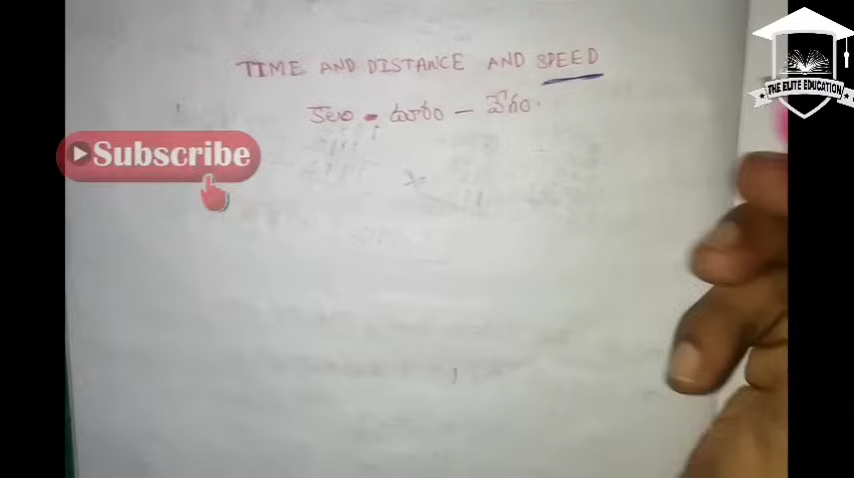 TIME AND DISTANCE AND SPEED
కాలం - దూరం - వేగం
Subscribe
THE ELITE EDUCATION